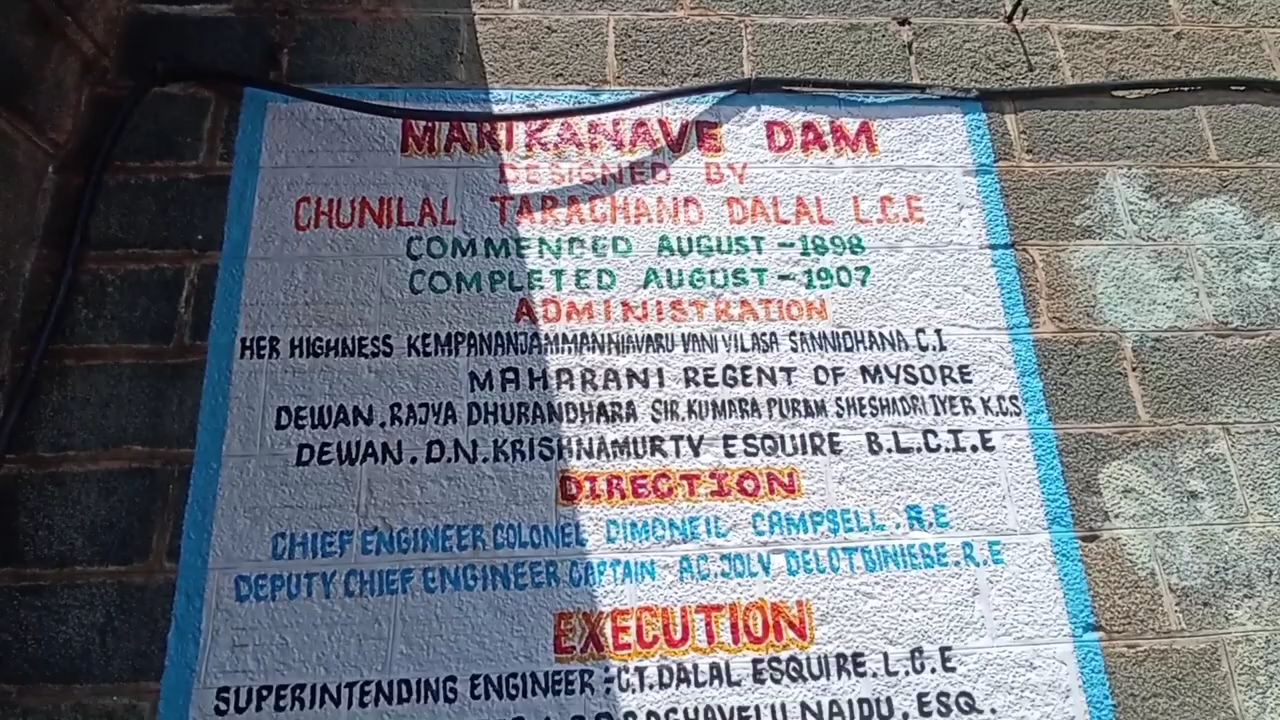 MARIKANAVE DAM
DESIGNED BY
CHUNILAL TARACHAND DALAL L.C.E
COMMENCED AUGUST - 1898
COMPLETED AUGUST - 1907
ADMINISTRATION
HER HIGHNESS KEMPANANJAMMANNIAVARU VANI VILASA SANNIDHANA C.I
MAHARANI REGENT OF MYSORE
DEWAN.RAJYA DHURANDHARA SIR.KUMARA PURAM SHESHADRI IYER K.C.S
DEWAN.D.N.KRISHNAMURTY ESQUIRE B.L.C.I.E
DIRECTION
CHIEF ENGINEER COLONEL DIMONEIL CAMPSELL.R.E
DEPUTY CHIEF ENGINEER CAPTAIN AC.JOLY DELOTBINIEBE.R.E
EXECUTION
SUPERINTENDING ENGINEER :- C.T.DALAL ESQUIRE.L.C.E
NAIDU.ESQ.